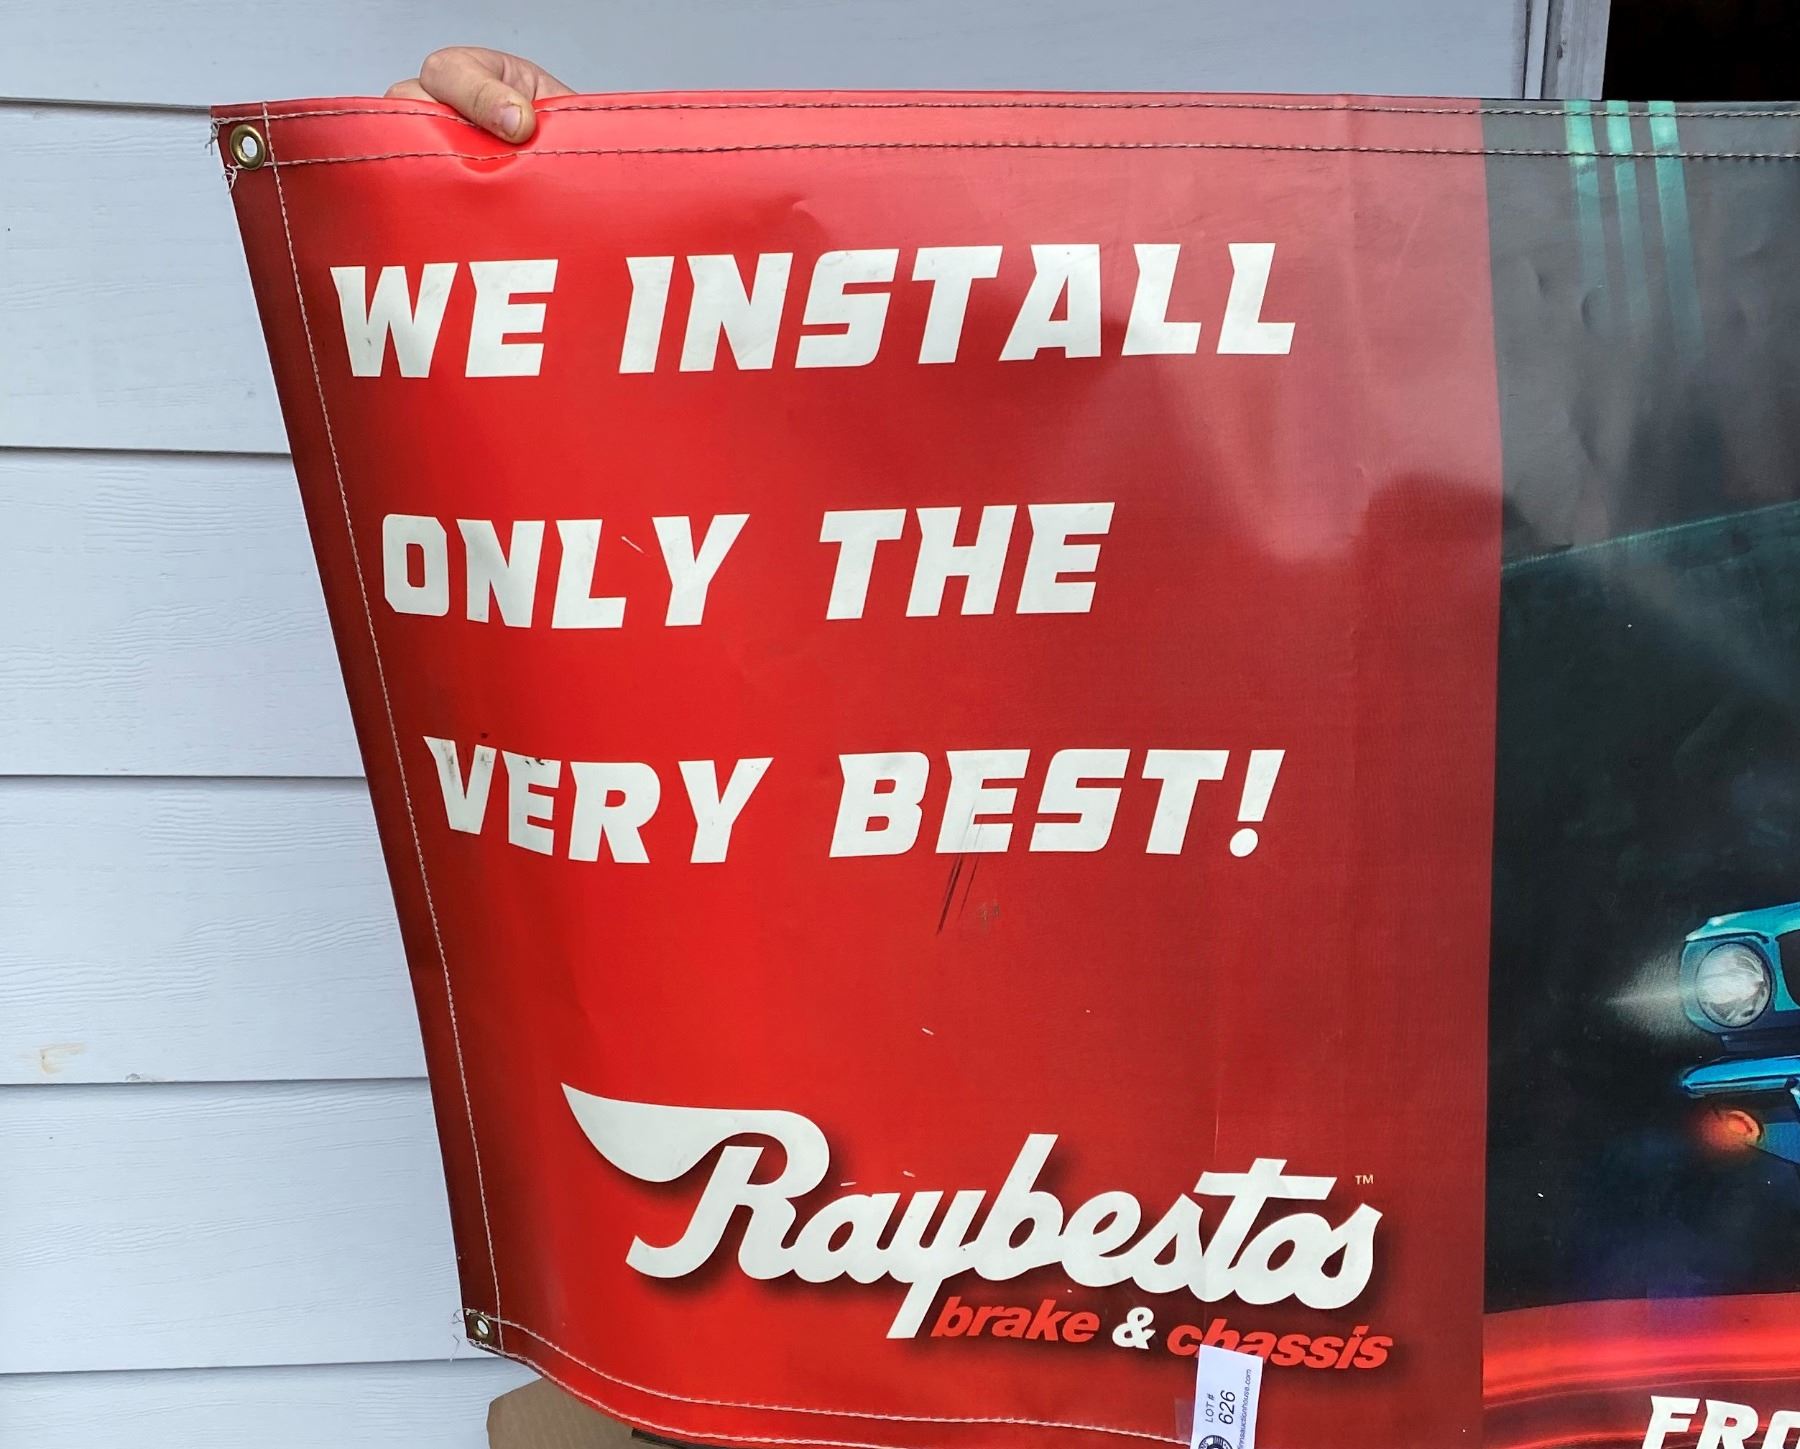 WE INSTALL
ONLY THE
VERY BEST!
Raybestos™
brake & chassis
LOT #
626